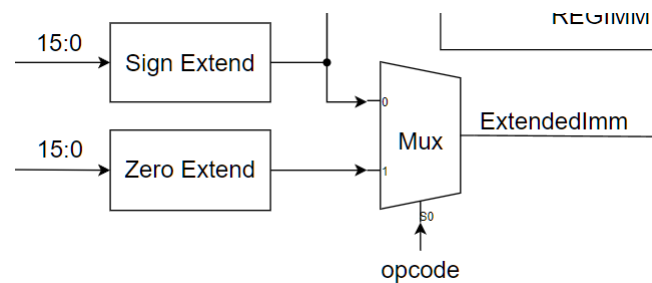 REGIMM
15:0
Sign Extend
0
15:0
Zero Extend
1
Mux
ExtendedImm
S0
opcode